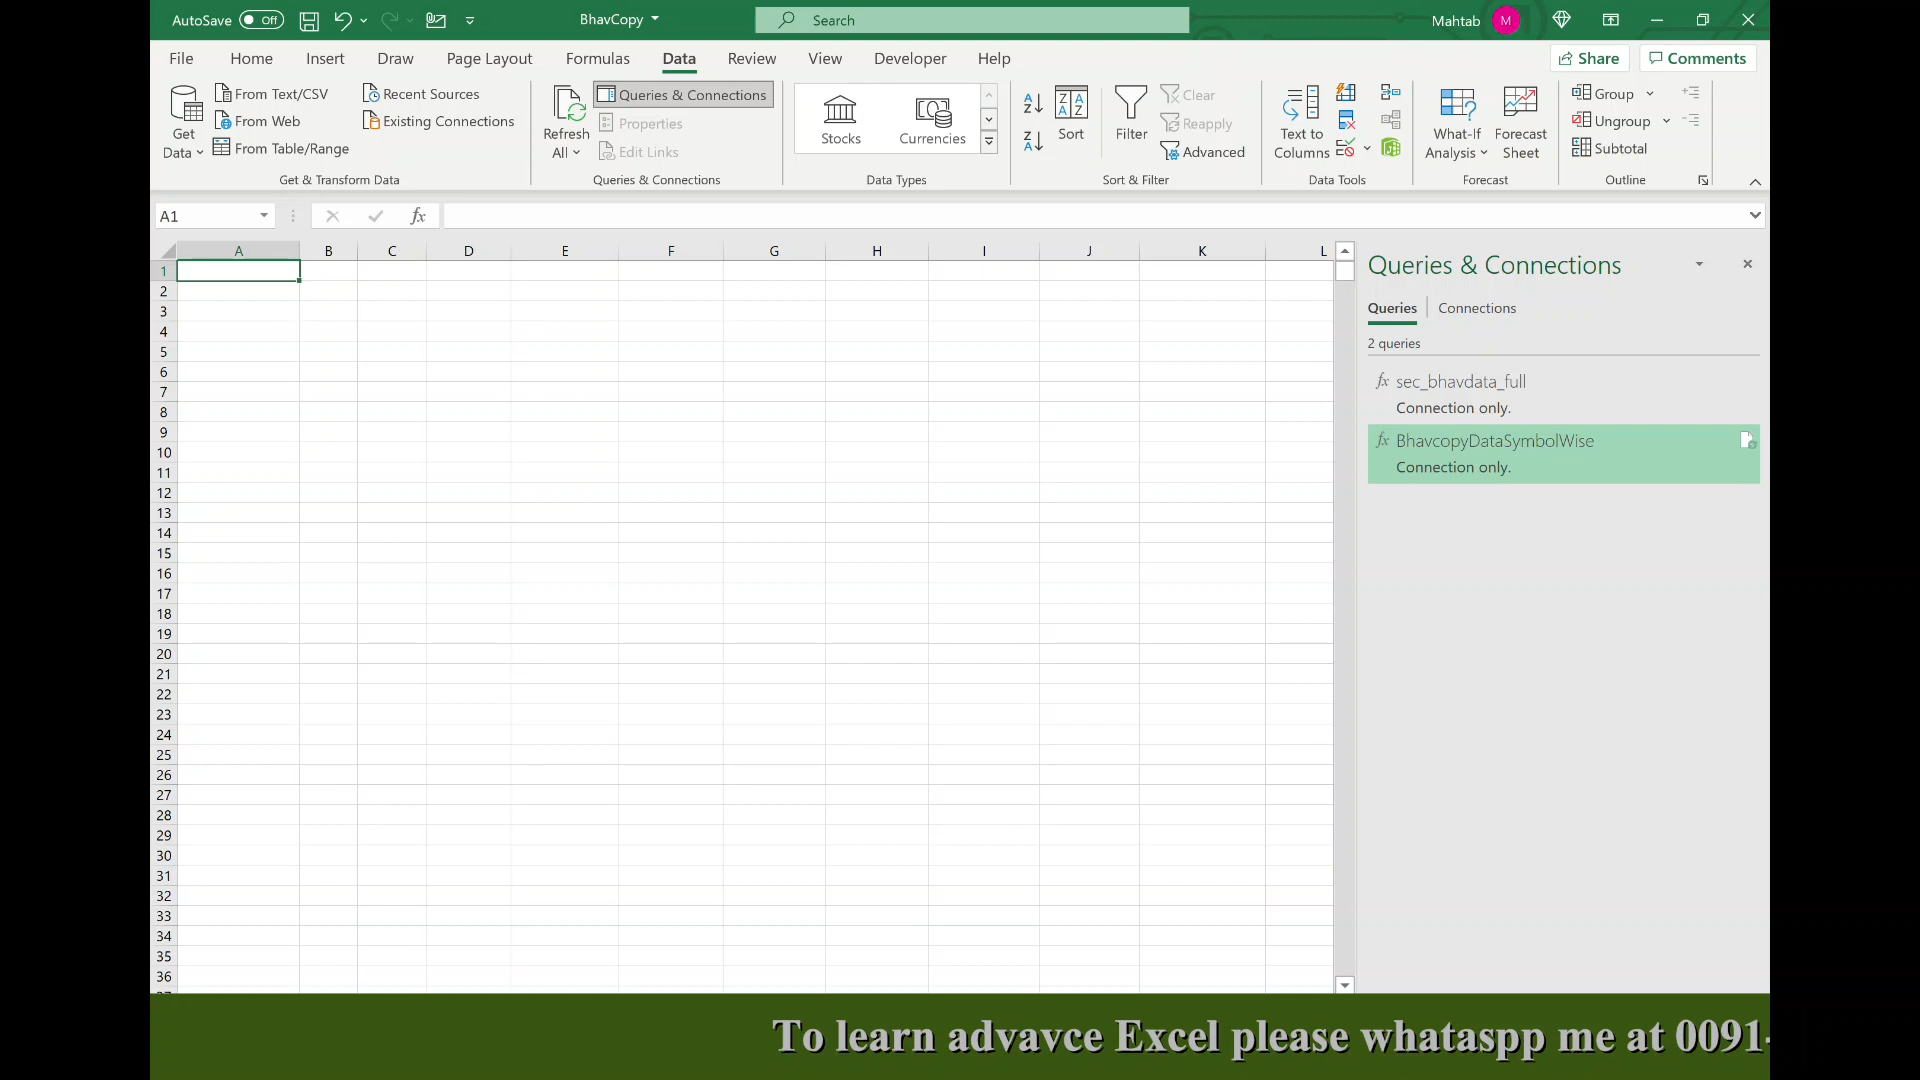 AutoSave Off BhavCopy Search Mahtab M
File Home Insert Draw Page Layout Formulas Data Review View Developer Help Share Comments
Get Data
From Text/CSV
From Web
From Table/Range
Recent Sources
Existing Connections
Get & Transform Data
Refresh All
Queries & Connections
Properties
Edit Links
Queries & Connections
Stocks
Currencies
Data Types
Sort
Filter
Clear
Reapply
Advanced
Sort & Filter
Text to Columns
Data Tools
What-If Analysis
Forecast Sheet
Forecast
Group
Ungroup
Subtotal
Outline
A1 fx
A B C D E F G H I J K L
1
2
3
4
5
6
7
8
9
10
11
12
13
14
15
16
17
18
19
20
21
22
23
24
25
26
27
28
29
30
31
32
33
34
35
36
Queries & Connections
Queries Connections
2 queries
fx sec_bhavdata_full
Connection only.
fx BhavcopyDataSymbolWise
Connection only.
To learn advavce Excel please whataspp me at 0091-